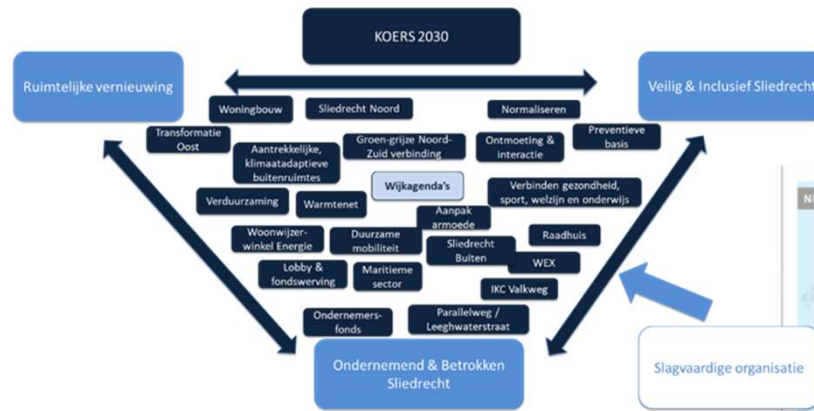 KOERS 2030
Ruimtelijke vernieuwing
Veilig & Inclusief Sliedrecht
Woningbouw
Sliedrecht Noord
Normaliseren
Transformatie
Oost
Aantrekkelijke,
klimaatadaptieve
buitenruimtes
Groen-grijze Noord-
Zuid verbinding
Ontmoeting &
interactie
Preventieve
basis
Wijkagenda's
Verduurzaming
Warmtenet
Verbinden gezondheid,
sport, welzijn en onderwijs
Aanpak
armoede
Woonwijzer-
winkel Energie
Duurzame
mobiliteit
Sliedrecht
Buiten
Raadhuis
WEX
Lobby &
fondswerving
Maritieme
sector
IKC Valkweg
Ondernemers-
fonds
Parallelweg /
Leeghwaterstraat
Ondernemend & Betrokken
Sliedrecht
Slagvaardige organisatie